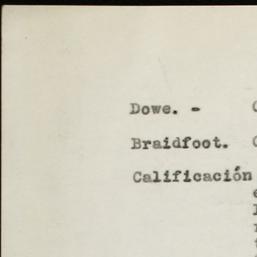 Dowe. -
Braidfoot.
Calificación